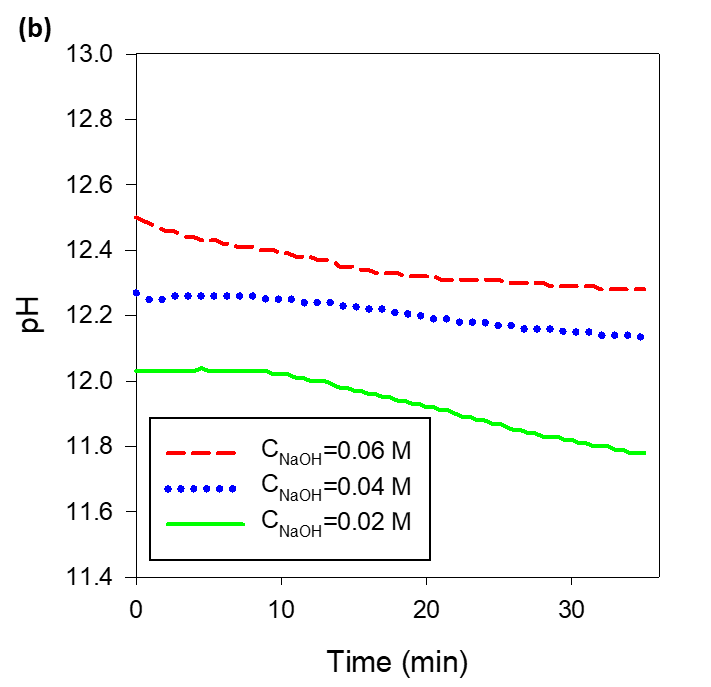 (b)
13.0
12.8
12.6
12.4
12.2
12.0
11.8
11.6
11.4
pH
C_NaOH=0.06 M
C_NaOH=0.04 M
C_NaOH=0.02 M
0 10 20 30
Time (min)